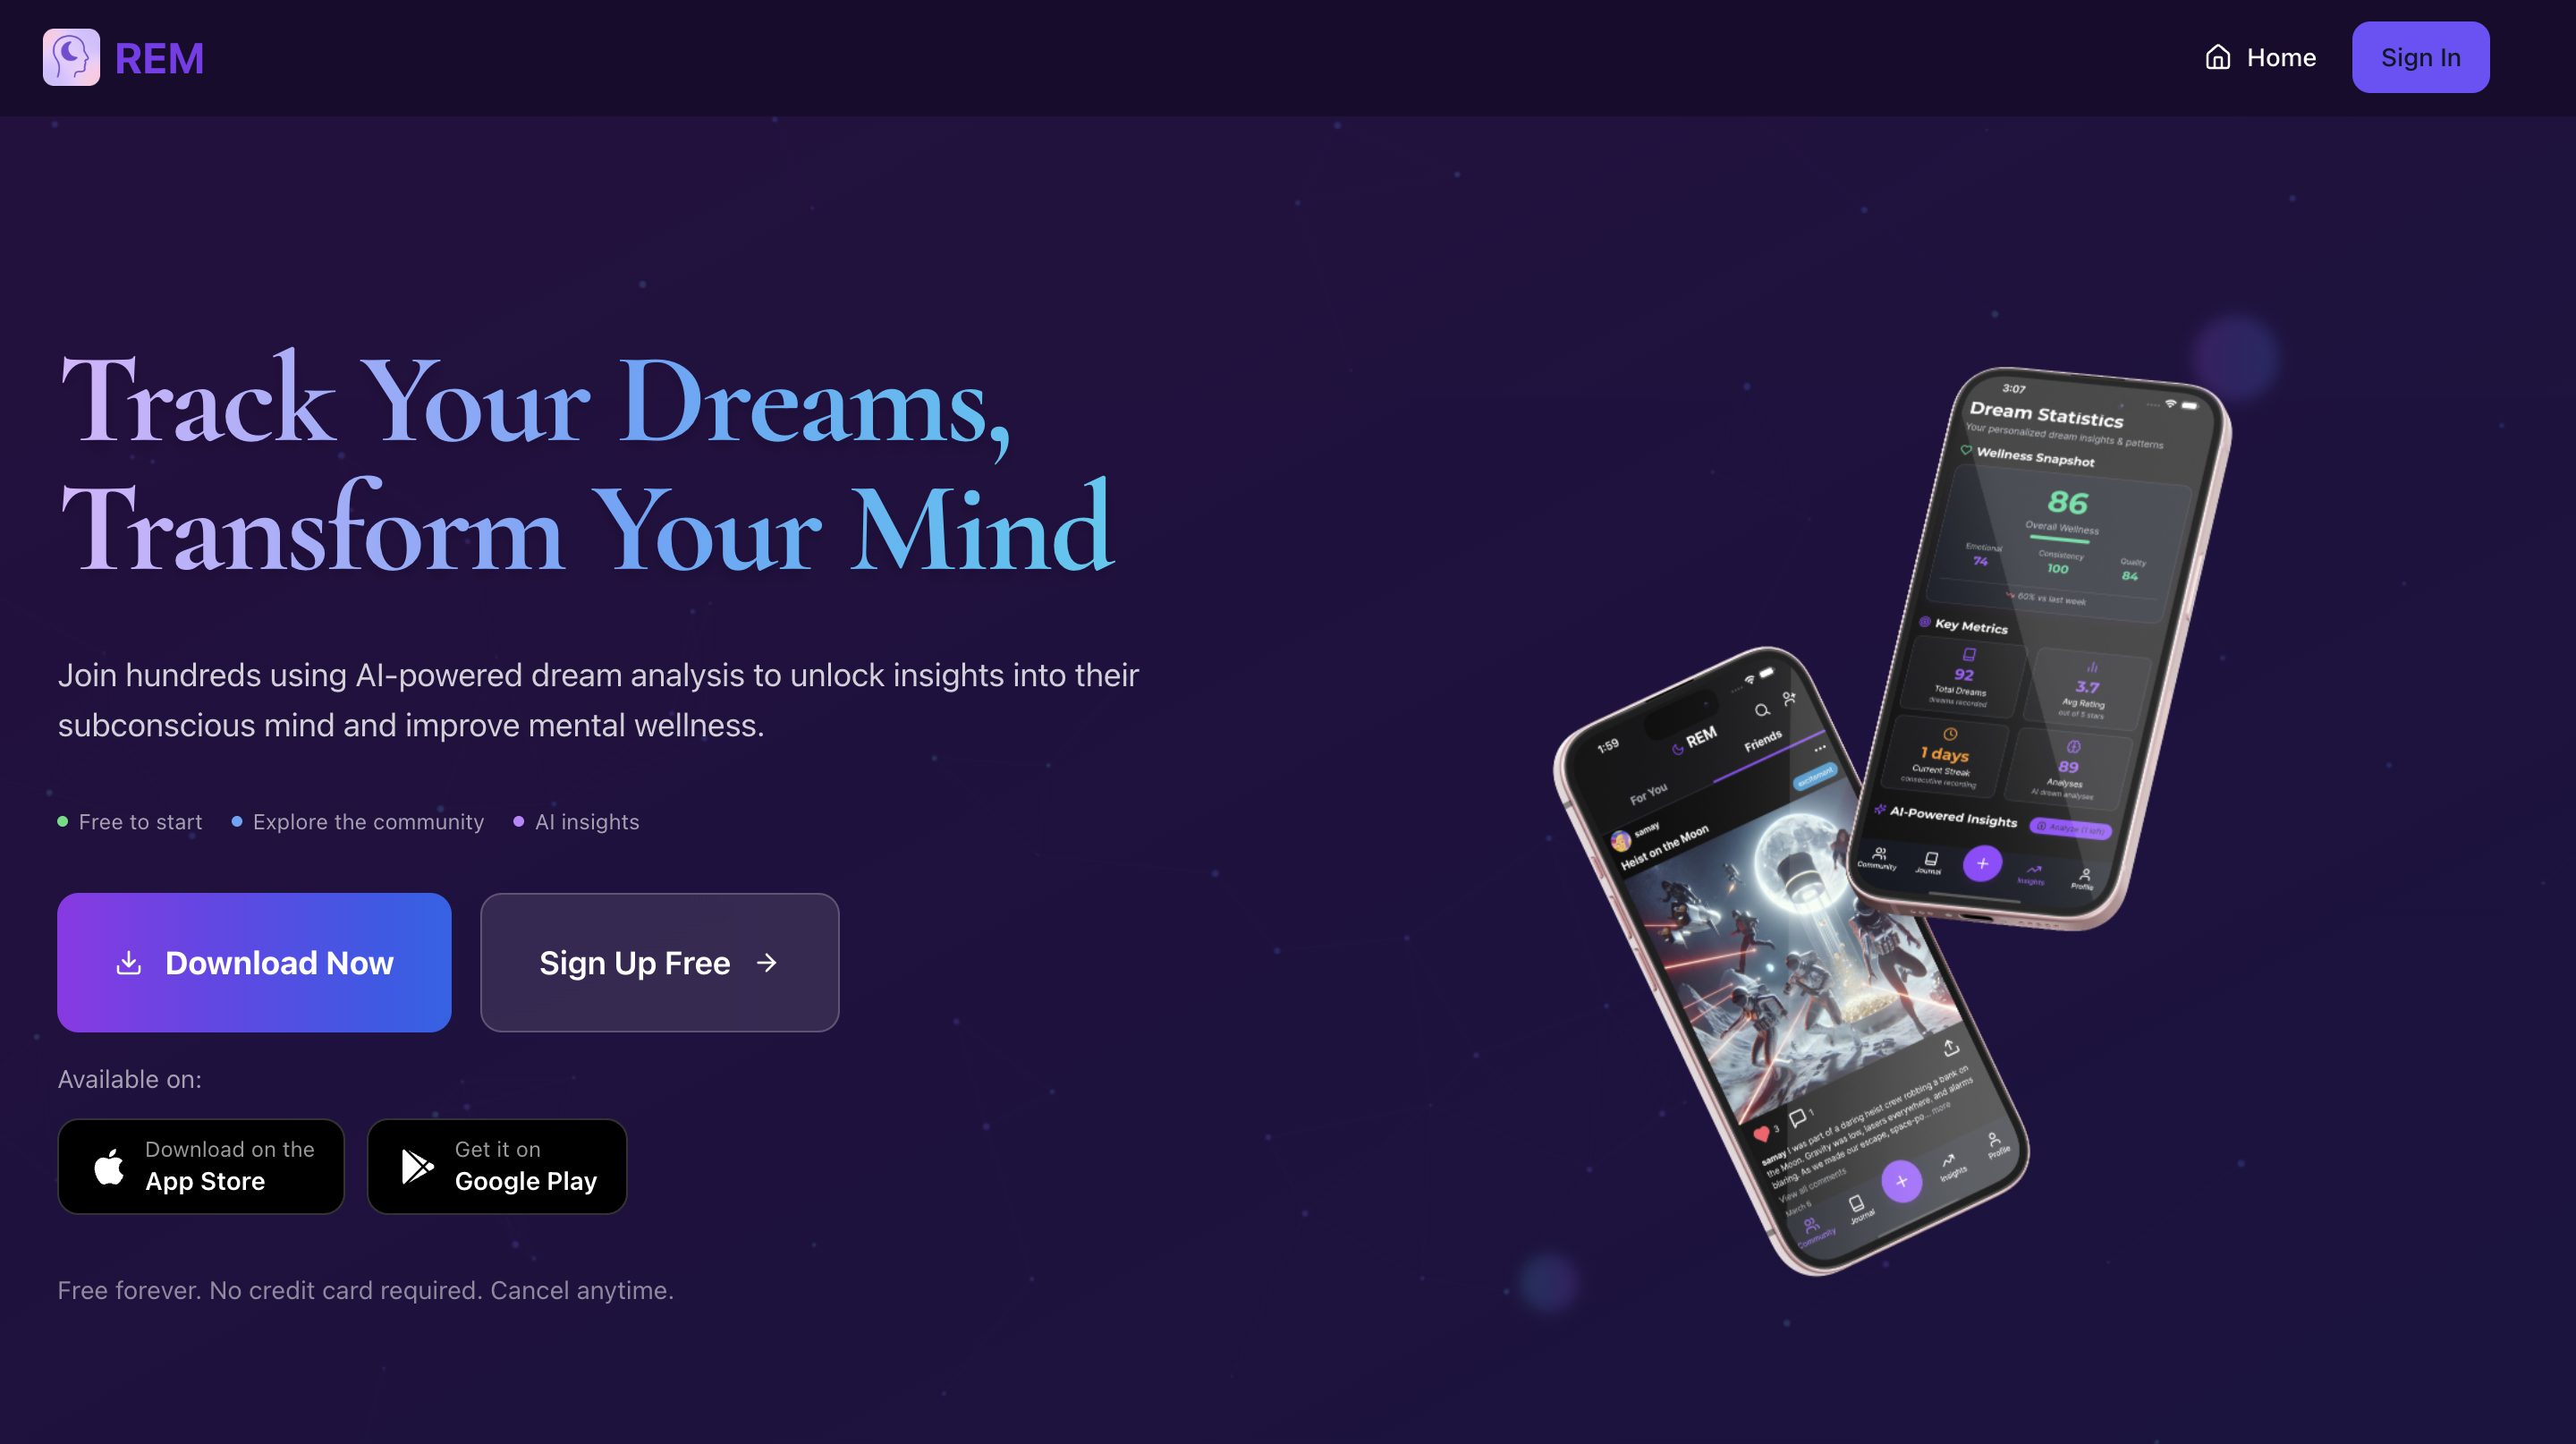 REM
Home
Sign In
Track Your Dreams,
Transform Your Mind
Join hundreds using AI-powered dream analysis to unlock insights into their
subconscious mind and improve mental wellness.
Free to start
Explore the community
AI insights
Download Now
Sign Up Free
Available on:
Download on the
App Store
Get it on
Google Play
Free forever. No credit card required. Cancel anytime.
3:07
Dream Statistics
Your personalized dream insights & patterns
Wellness Snapshot
86
Overall Wellness
Emotional
74
Consistency
100
Quality
84
60% vs last week
Key Metrics
92
Total Dreams
dreams recorded
3.7
Avg Rating
out of 5 stars
1 days
Current Streak
consecutive recording
89
Analyses
AI dream analyses
AI-Powered Insights
Analyze (1 left)
Community
Journal
Insights
Profile
1:59
REM
For You
Friends
excitement
samay
Heist on the Moon
3
1
samay I was part of a daring heist crew robbing a bank on
the Moon. Gravity was low, lasers everywhere, and alarms
blaring. As we made our escape, space-po... more
View all comments
March 6
Community
Journal
Insights
Profile